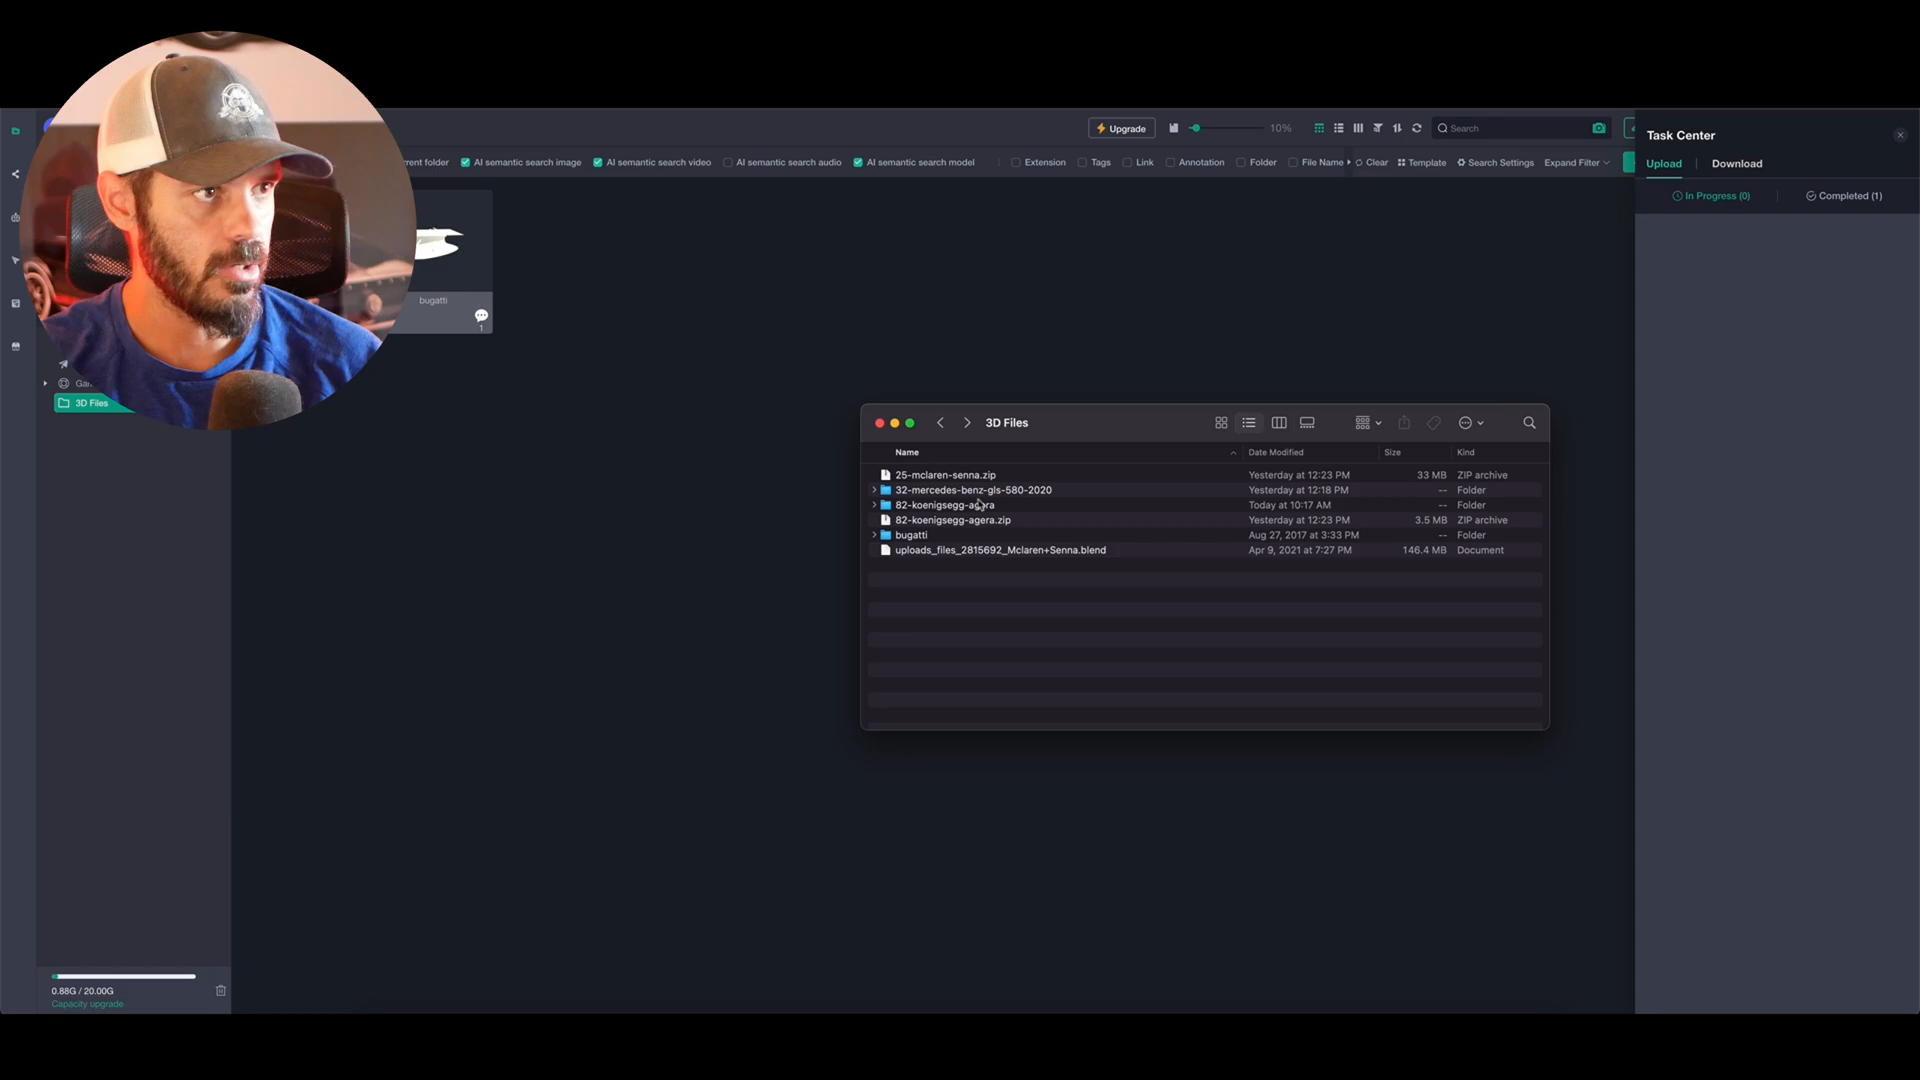 Upgrade
10%
Search
Task Center
Upload
Download
rent folder
AI semantic search image
AI semantic search video
AI semantic search audio
AI semantic search model
Extension
Tags
Link
Annotation
Folder
File Name
Clear
Template
Search Settings
Expand Filter
In Progress (0)
Completed (1)
bugatti
1
3D Files
3D Files
Name
Date Modified
Size
Kind
25-mclaren-senna.zip
Yesterday at 12:23 PM
33 MB
ZIP archive
32-mercedes-benz-gls-580-2020
Yesterday at 12:18 PM
--
Folder
82-koenigsegg-agera
Today at 10:17 AM
--
Folder
82-koenigsegg-agera.zip
Yesterday at 12:23 PM
3.5 MB
ZIP archive
bugatti
Aug 27, 2017 at 3:33 PM
--
Folder
uploads_files_2815692_Mclaren+Senna.blend
Apr 9, 2021 at 7:27 PM
146.4 MB
Document
0.88G / 20.00G
Capacity upgrade